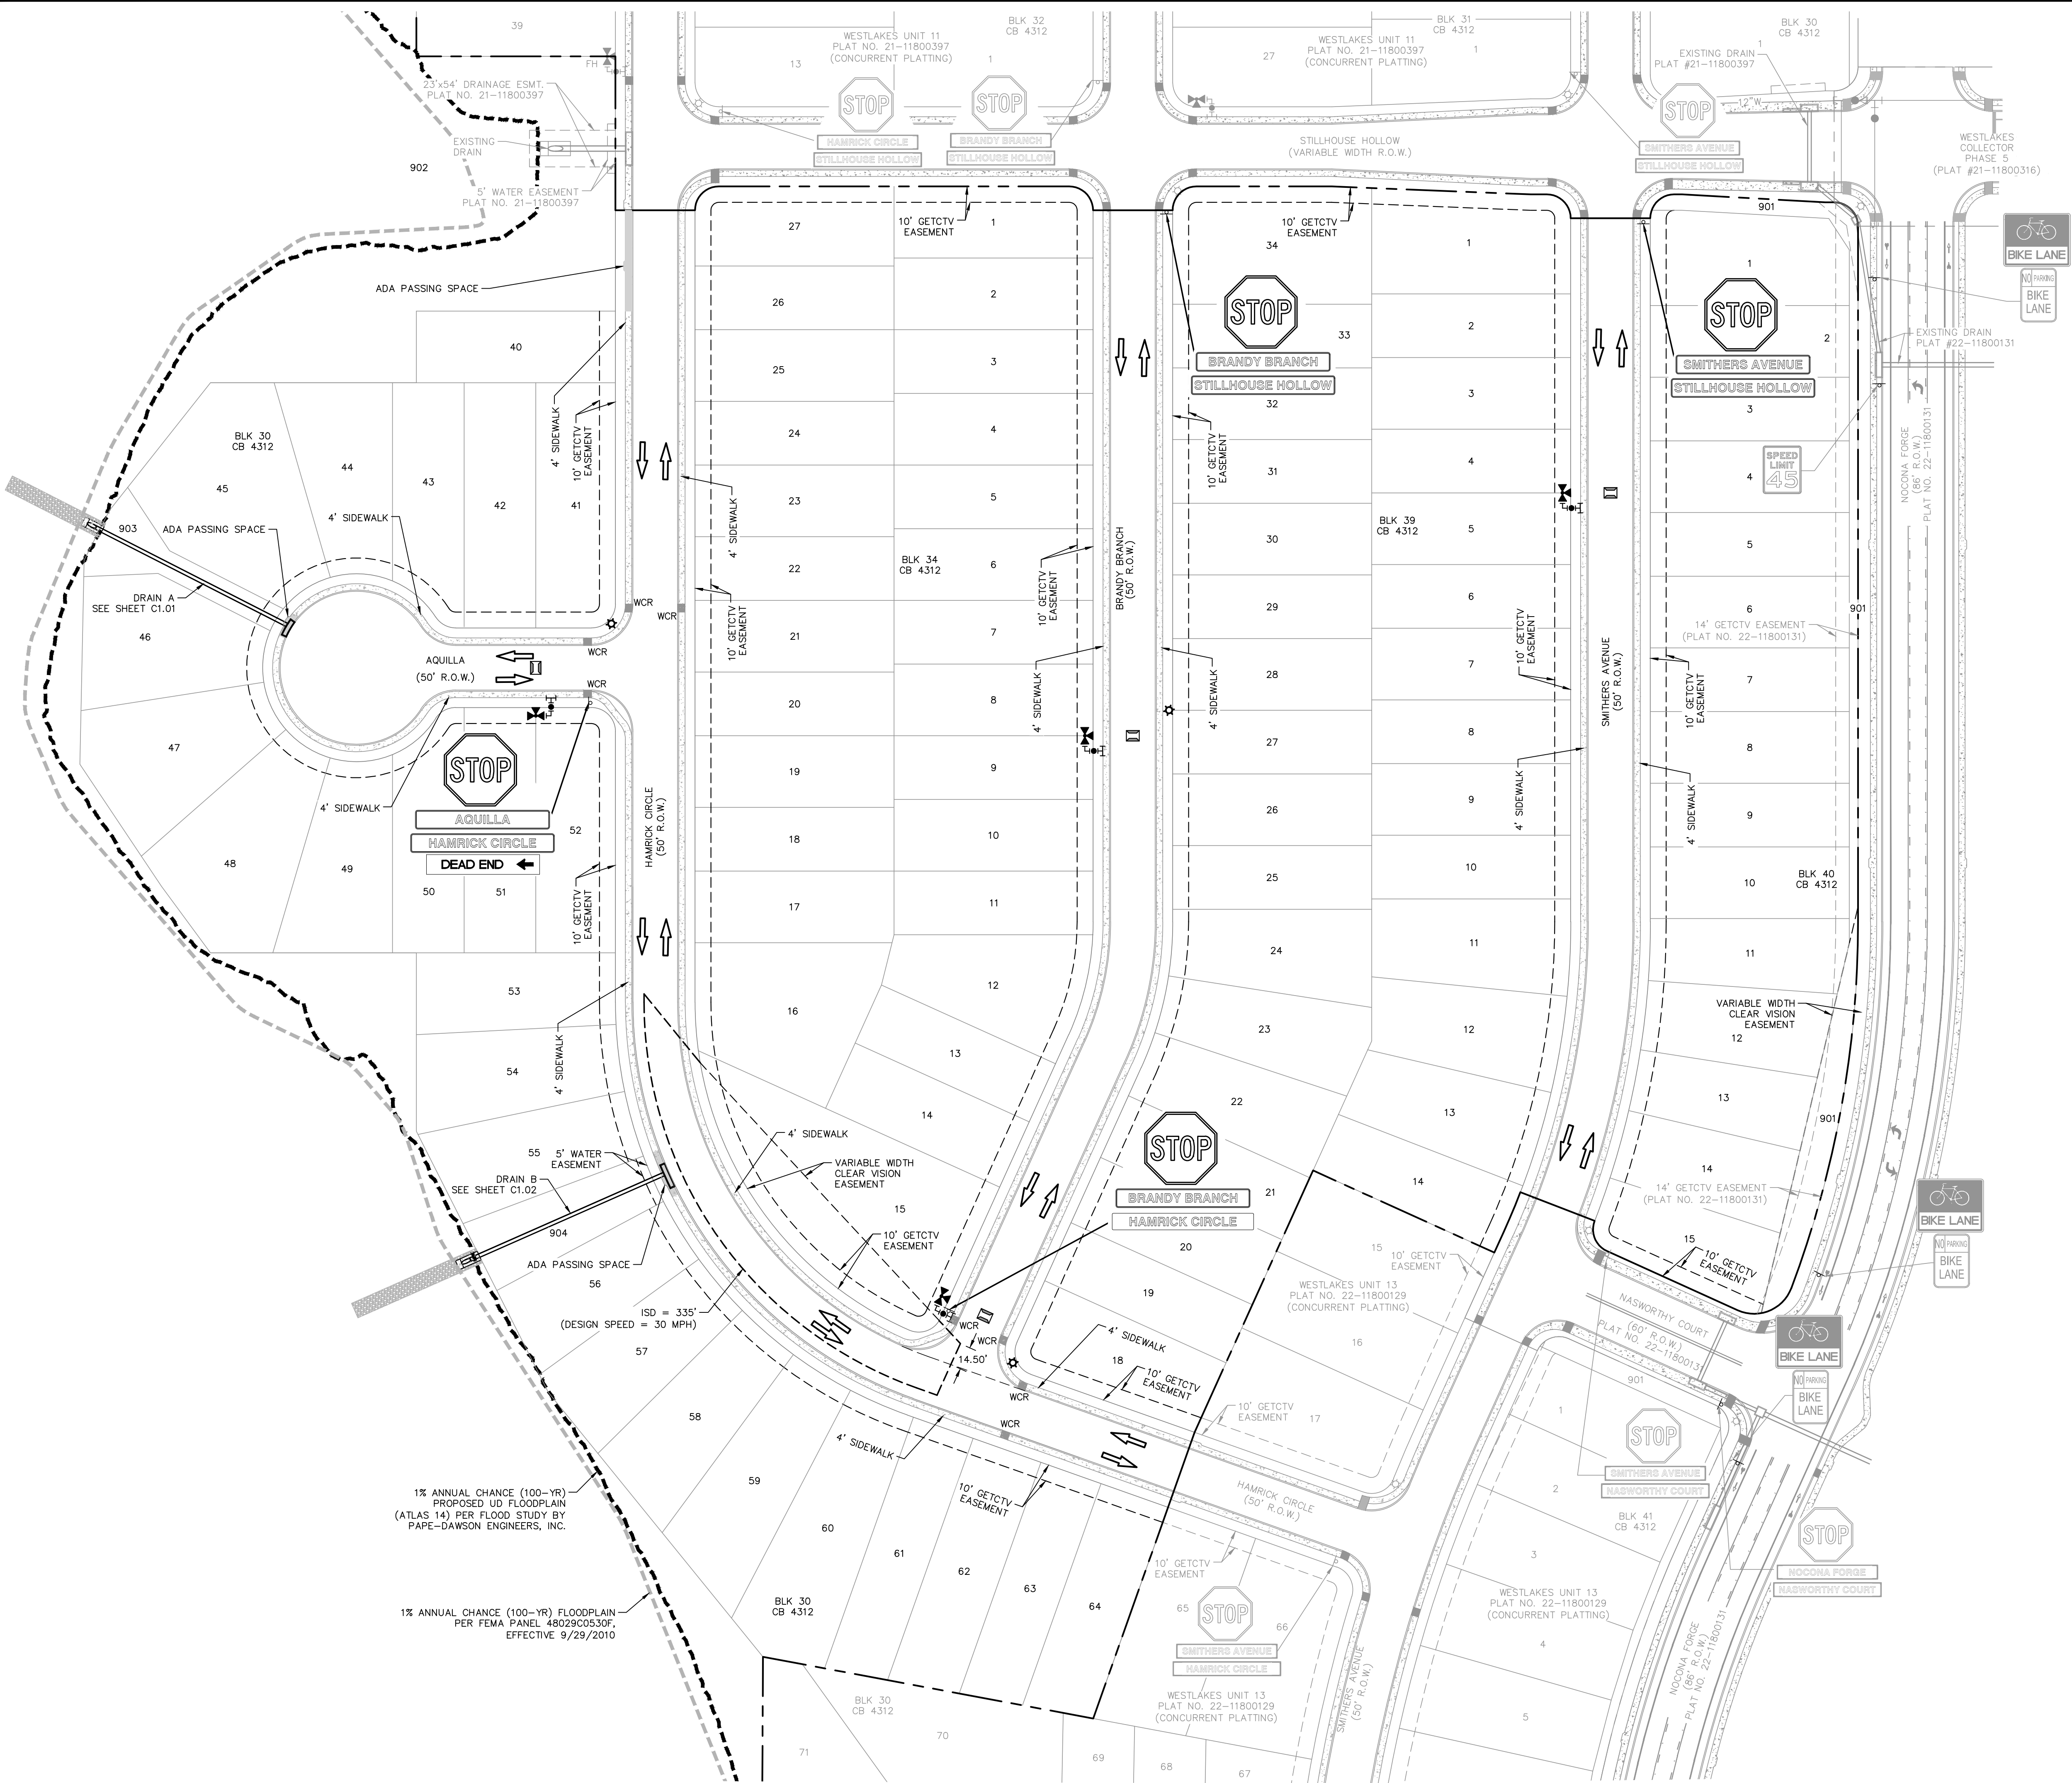 39
BLK 32
CB 4312
WESTLAKES UNIT 11
PLAT NO. 21-11800397
(CONCURRENT PLATTING)
13
1
BLK 31
CB 4312
WESTLAKES UNIT 11
PLAT NO. 21-11800397
(CONCURRENT PLATTING)
27
1
BLK 30
CB 4312
1
EXISTING DRAIN
PLAT #21-11800397
FH
23'x54' DRAINAGE ESMT.
PLAT NO. 21-11800397
EXISTING
DRAIN
902
5' WATER EASEMENT
PLAT NO. 21-11800397
STOP
HAMRICK CIRCLE
STILLHOUSE HOLLOW
STOP
BRANDY BRANCH
STILLHOUSE HOLLOW
STILLHOUSE HOLLOW
(VARIABLE WIDTH R.O.W.)
STOP
SMITHERS AVENUE
STILLHOUSE HOLLOW
12"W
WESTLAKES
COLLECTOR
PHASE 5
(PLAT #21-11800316)
BIKE LANE
NO PARKING
BIKE
LANE
EXISTING DRAIN
PLAT #22-11800131
SPEED
LIMIT
45
NOCONA FORGE
(86' R.O.W.)
PLAT NO. 22-11800131
ADA PASSING SPACE
40
4' SIDEWALK
10' GETCTV
EASEMENT
BLK 30
CB 4312
45
44
43
42
41
903
ADA PASSING SPACE
4' SIDEWALK
DRAIN A
SEE SHEET C1.01
46
47
48
49
50
51
52
AQUILLA
(50' R.O.W.)
WCR
WCR
WCR
WCR
4' SIDEWALK
STOP
AQUILLA
HAMRICK CIRCLE
DEAD END
10' GETCTV
EASEMENT
HAMRICK CIRCLE
(50' R.O.W.)
27
26
25
24
23
22
21
20
19
18
17
16
15
10' GETCTV
EASEMENT
4' SIDEWALK
10' GETCTV
EASEMENT
BLK 34
CB 4312
1
2
3
4
5
6
7
8
9
10
11
12
13
14
10' GETCTV
EASEMENT
4' SIDEWALK
BRANDY BRANCH
(50' R.O.W.)
10' GETCTV
EASEMENT
34
33
32
31
30
29
28
27
26
25
24
23
22
21
20
19
18
STOP
BRANDY BRANCH
STILLHOUSE HOLLOW
10' GETCTV
EASEMENT
4' SIDEWALK
BLK 39
CB 4312
1
2
3
4
5
6
7
8
9
10
11
12
13
14
10' GETCTV
EASEMENT
4' SIDEWALK
SMITHERS AVENUE
(50' R.O.W.)
901
STOP
SMITHERS AVENUE
STILLHOUSE HOLLOW
1
2
3
4
5
6
7
8
9
10
11
12
13
14
15
901
14' GETCTV EASEMENT
(PLAT NO. 22-11800131)
10' GETCTV
EASEMENT
4' SIDEWALK
BLK 40
CB 4312
VARIABLE WIDTH
CLEAR VISION
EASEMENT
901
14' GETCTV EASEMENT
(PLAT NO. 22-11800131)
10' GETCTV
EASEMENT
BIKE LANE
NO PARKING
BIKE
LANE
53
54
4' SIDEWALK
55
5' WATER
EASEMENT
DRAIN B
SEE SHEET C1.02
904
ADA PASSING SPACE
56
57
58
59
60
61
62
63
64
4' SIDEWALK
VARIABLE WIDTH
CLEAR VISION
EASEMENT
10' GETCTV
EASEMENT
ISD = 335'
(DESIGN SPEED = 30 MPH)
STOP
BRANDY BRANCH
HAMRICK CIRCLE
WCR
WCR
14.50'
WCR
WCR
4' SIDEWALK
10' GETCTV
EASEMENT
4' SIDEWALK
10' GETCTV
EASEMENT
15
10' GETCTV
EASEMENT
WESTLAKES UNIT 13
PLAT NO. 22-11800129
(CONCURRENT PLATTING)
16
17
10' GETCTV
EASEMENT
HAMRICK CIRCLE
(50' R.O.W.)
NASWORTHY COURT
(60' R.O.W.)
PLAT NO. 22-11800131
BIKE LANE
NO PARKING
BIKE
LANE
901
1
STOP
SMITHERS AVENUE
NASWORTHY COURT
2
BLK 41
CB 4312
3
STOP
NOCONA FORGE
NASWORTHY COURT
WESTLAKES UNIT 13
PLAT NO. 22-11800129
(CONCURRENT PLATTING)
4
5
NOCONA FORGE
(86' R.O.W.)
PLAT NO. 22-11800131
10' GETCTV
EASEMENT
65
STOP
66
SMITHERS AVENUE
HAMRICK CIRCLE
WESTLAKES UNIT 13
PLAT NO. 22-11800129
(CONCURRENT PLATTING)
SMITHERS AVENUE
(50' R.O.W.)
1% ANNUAL CHANCE (100-YR)
PROPOSED UD FLOODPLAIN
(ATLAS 14) PER FLOOD STUDY BY
PAPE-DAWSON ENGINEERS, INC.
1% ANNUAL CHANCE (100-YR) FLOODPLAIN
PER FEMA PANEL 48029C0530F,
EFFECTIVE 9/29/2010
BLK 30
CB 4312
BLK 30
CB 4312
71
70
69
68
67